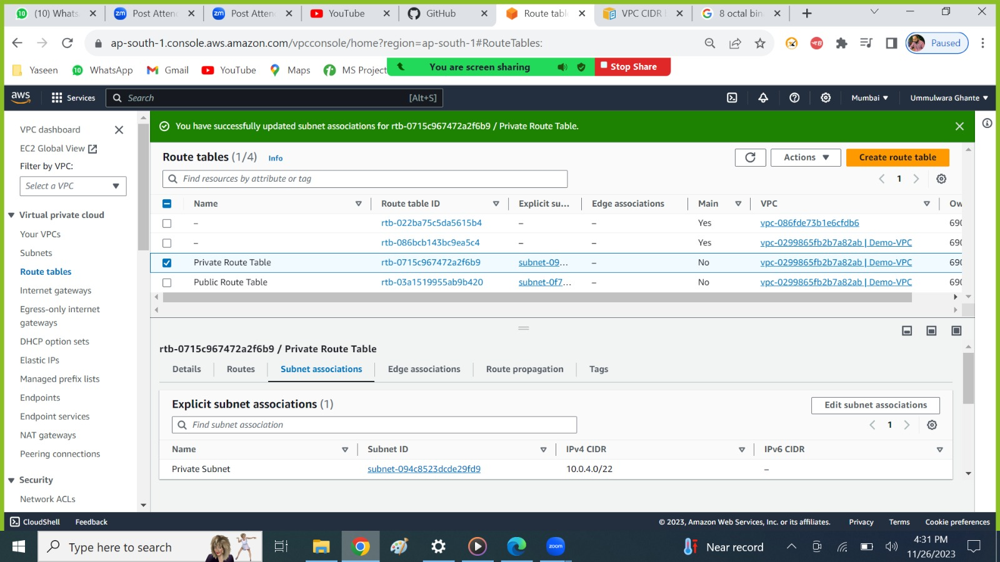 (10) Whats
Post Atten
Post Atten
YouTube
GitHub
Route tabl
VPC CIDR
8 octal bin
ap-south-1.console.aws.amazon.com/vpcconsole/home?region=ap-south-1#RouteTables:
Paused
Yaseen
WhatsApp
Gmail
YouTube
Maps
MS Project
You are screen sharing
Stop Share
aws
Services
Search
[Alt+S]
Mumbai
Ummulwara Ghante
VPC dashboard
EC2 Global View
Filter by VPC:
Select a VPC
Virtual private cloud
Your VPCs
Subnets
Route tables
Internet gateways
Egress-only internet
gateways
DHCP option sets
Elastic IPs
Managed prefix lists
Endpoints
Endpoint services
NAT gateways
Peering connections
Security
Network ACLs
You have successfully updated subnet associations for rtb-0715c967472a2f6b9 / Private Route Table.
Route tables (1/4) Info
Actions
Create route table
Find resources by attribute or tag
1
Name Route table ID Explicit su... Edge associations Main VPC Ow
– rtb-022ba75c5da5615b4 – – Yes vpc-086fde73b1e6cfdb6 690
– rtb-086bcb143bc9ea5c4 – – Yes vpc-0299865fb2b7a82ab | Demo-VPC 690
Private Route Table rtb-0715c967472a2f6b9 subnet-09... – No vpc-0299865fb2b7a82ab | Demo-VPC 690
Public Route Table rtb-03a1519955ab9b420 subnet-0f7... – No vpc-0299865fb2b7a82ab | Demo-VPC 690
rtb-0715c967472a2f6b9 / Private Route Table
Details Routes Subnet associations Edge associations Route propagation Tags
Explicit subnet associations (1)
Edit subnet associations
Find subnet association
1
Name Subnet ID IPv4 CIDR IPv6 CIDR
Private Subnet subnet-094c8523dcde29fd9 10.0.4.0/22 –
CloudShell Feedback © 2023, Amazon Web Services, Inc. or its affiliates. Privacy Terms Cookie preferences
Type here to search
zoom
Near record
4:31 PM
11/26/2023